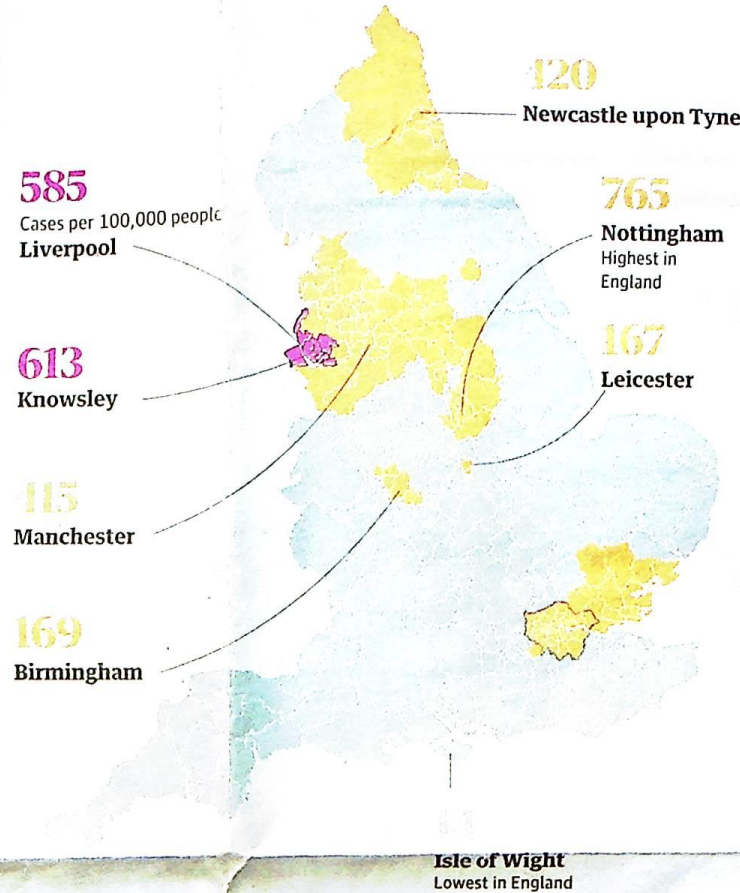 120
Newcastle upon Tyne
585
Cases per 100,000 people
Liverpool
765
Nottingham
Highest in
England
613
Knowsley
167
Leicester
Manchester
169
Birmingham
Isle of Wight
Lowest in England